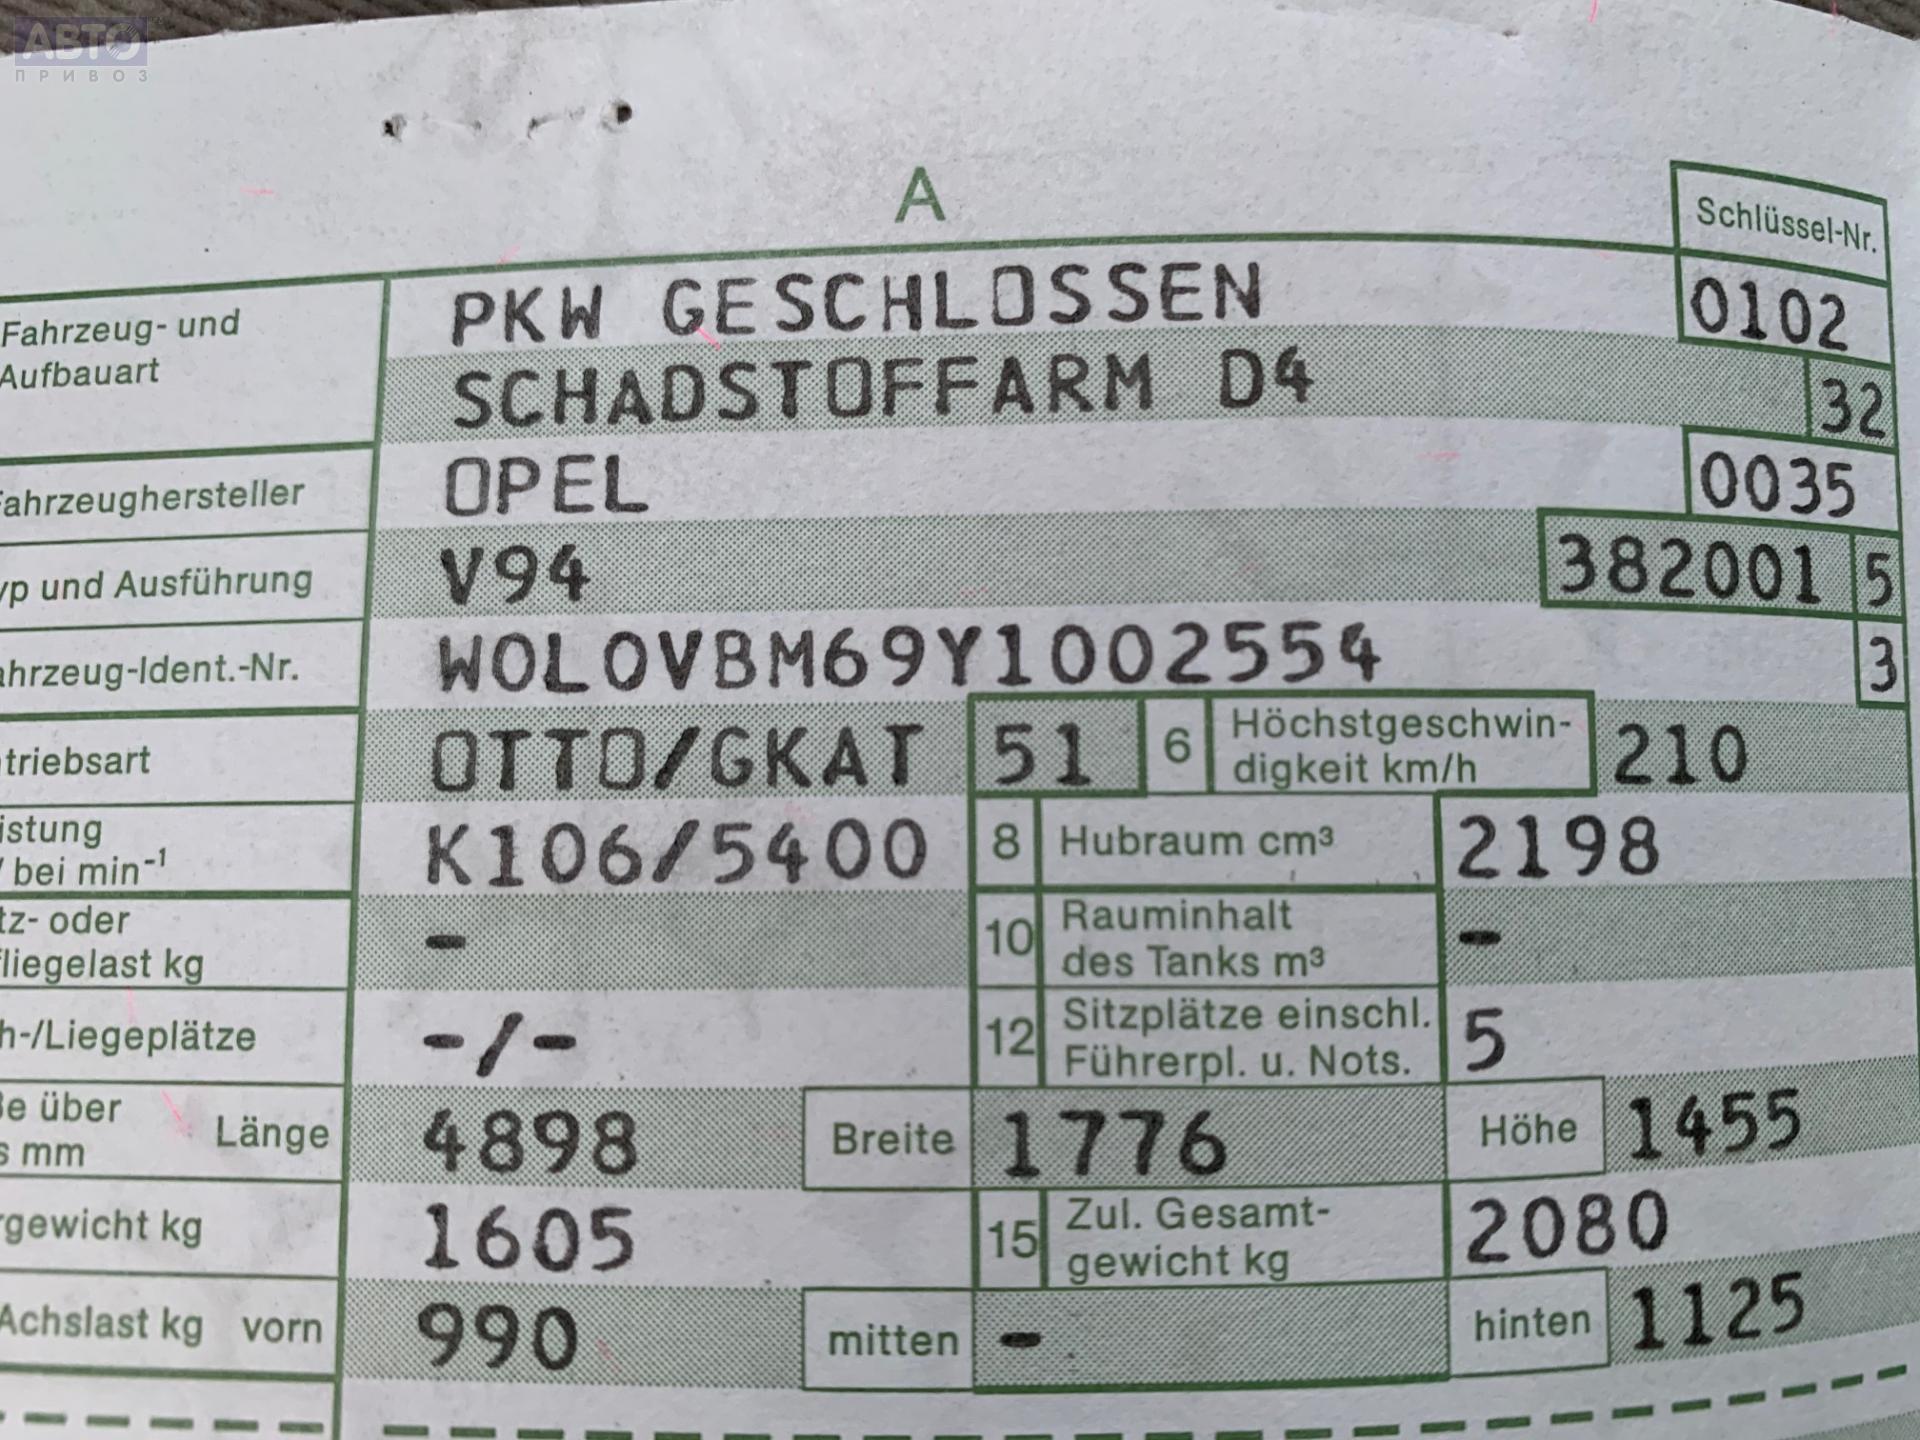 АВТО
ПРИВОЗ
A
Schlüssel-Nr.
Fahrzeug- und
Aufbauart
PKW GESCHLOSSEN
0102
SCHADSTOFFARM D4
32
Fahrzeughersteller
OPEL
0035
yp und Ausführung
V94
382001
5
ahrzeug-Ident.-Nr.
WOLOVBM69Y1002554
3
triebsart
OTTO/GKAT
51
6
Höchstgeschwin-
digkeit km/h
210
istung
/ bei min-1
K106/5400
8
Hubraum cm³
2198
tz- oder
fliegelast kg
-
10
Rauminhalt
des Tanks m³
-
h-/Liegeplätze
-/-
12
Sitzplätze einschl.
Führerpl. u. Nots.
5
ße über
s mm
Länge
4898
Breite
1776
Höhe
1455
rgewicht kg
1605
15
Zul. Gesamt-
gewicht kg
2080
Achslast kg vorn
990
mitten
-
hinten
1125